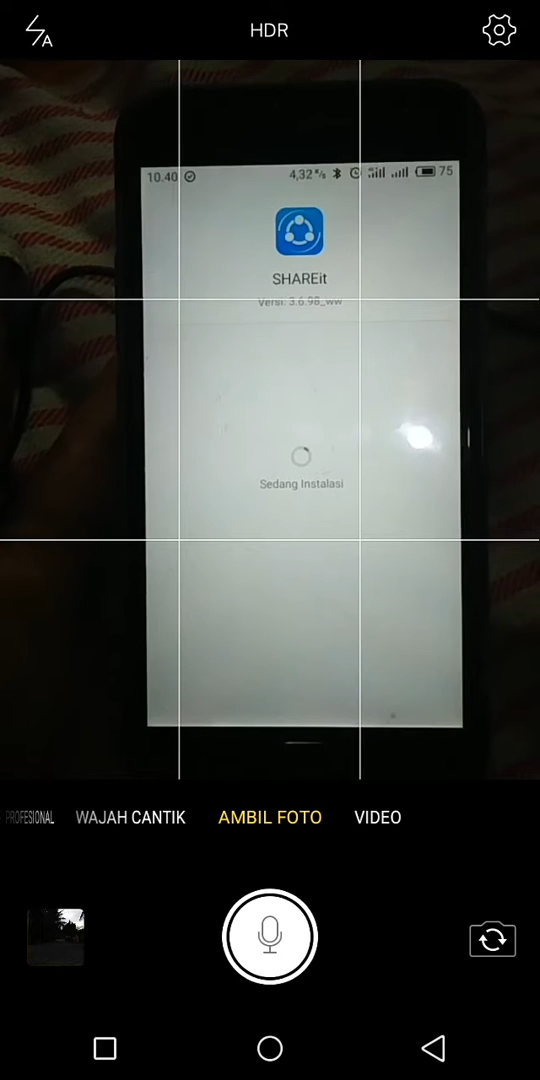 HDR
A
10.40 4,32 K/s 75
SHAREit
Versi: 3.6.98_ww
Sedang Instalasi
PROFESIONAL WAJAH CANTIK AMBIL FOTO VIDEO